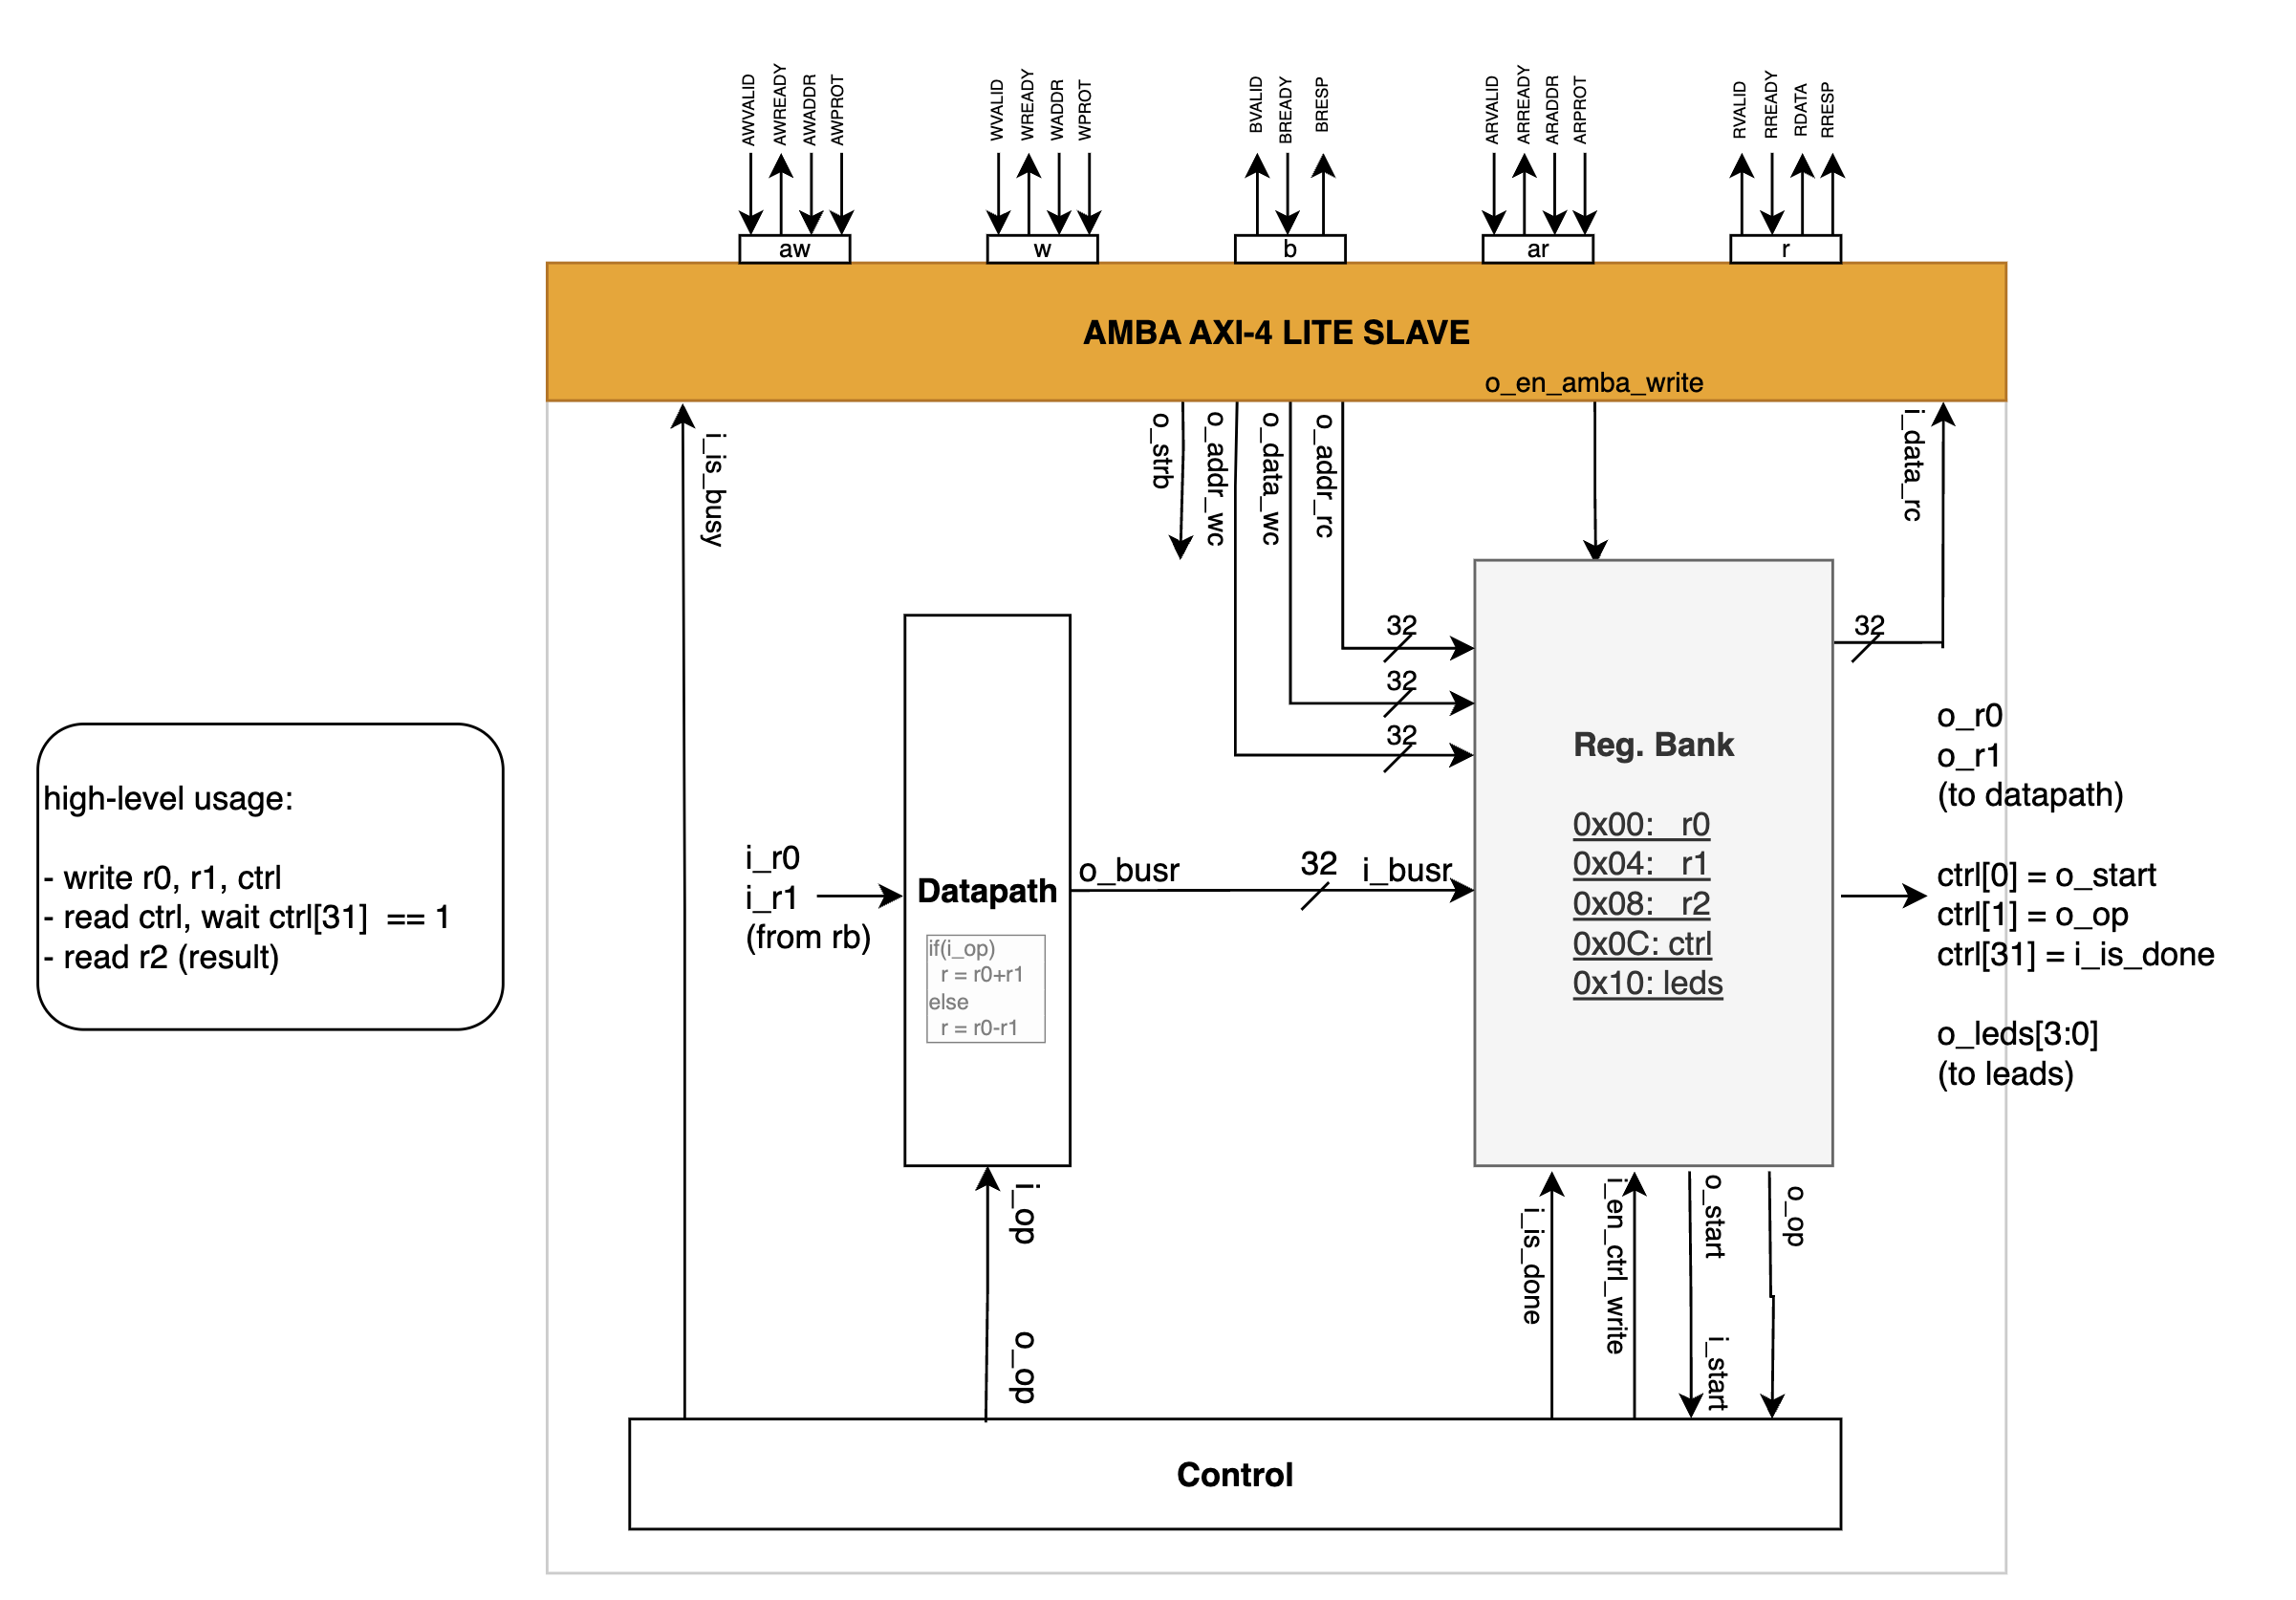 AWVALID
AWREADY
AWADDR
AWPROT
WVALID
WREADY
WADDR
WPROT
BVALID
BREADY
BRESP
ARVALID
ARREADY
ARADDR
ARPROT
RVALID
RREADY
RDATA
RRESP
aw
w
b
ar
r
AMBA AXI-4 LITE SLAVE
o_en_amba_write
i_is_busy
o_strb
o_addr_wc
o_data_wc
o_addr_rc
i_data_rc
32
32
32
32
high-level usage:
- write r0, r1, ctrl
- read ctrl, wait ctrl[31]  == 1
- read r2 (result)
i_r0
i_r1
(from rb)
Datapath
if(i_op)
r = r0+r1
else
r = r0-r1
o_busr
32
i_busr
Reg. Bank
0x00:   r0
0x04:   r1
0x08:   r2
0x0C: ctrl
0x10: leds
o_r0
o_r1
(to datapath)
ctrl[0] = o_start
ctrl[1] = o_op
ctrl[31] = i_is_done
o_leds[3:0]
(to leads)
i_op
o_op
i_is_done
i_en_ctrl_write
o_start
i_start
o_op
Control